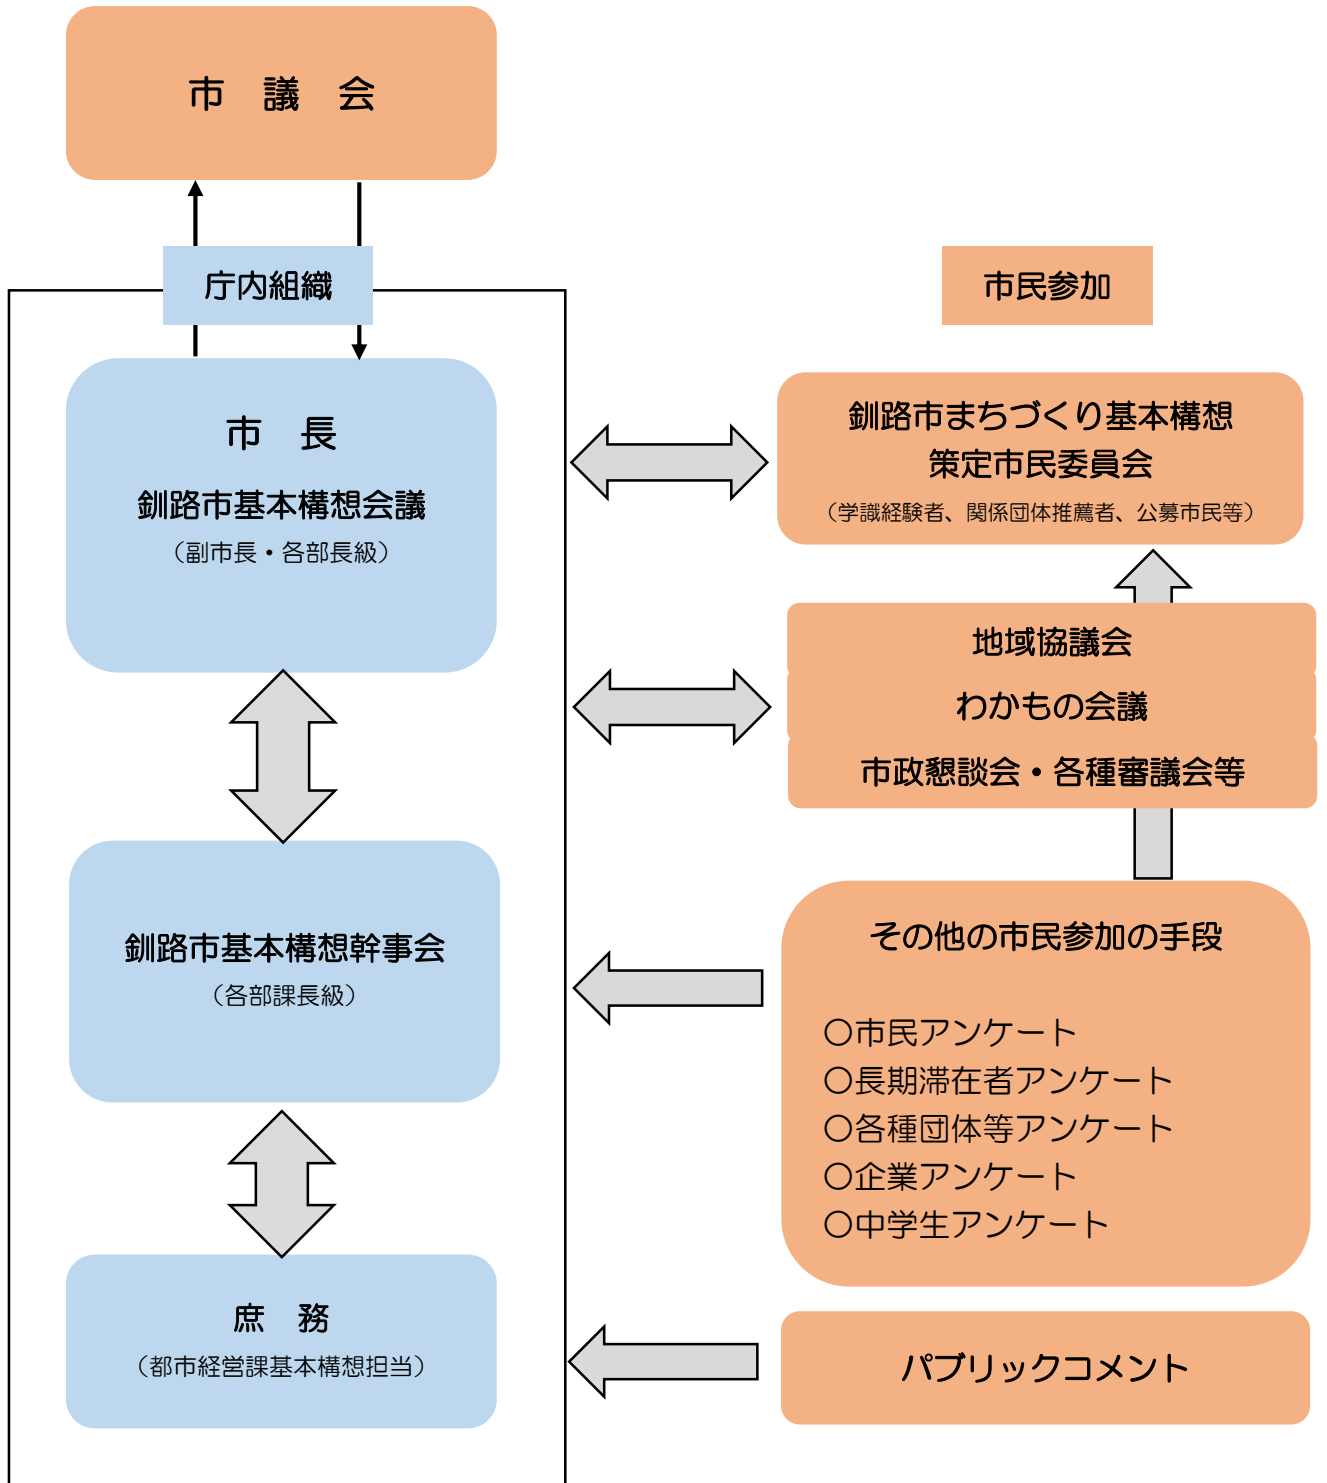 市　議　会
庁内組織
市　長
釧路市基本構想会議
（副市長・各部長級）
釧路市基本構想幹事会
（各部課長級）
庶　務
（都市経営課基本構想担当）
市民参加
釧路市まちづくり基本構想
策定市民委員会
（学識経験者、関係団体推薦者、公募市民等）
地域協議会
わかもの会議
市政懇談会・各種審議会等
その他の市民参加の手段
○市民アンケート
○長期滞在者アンケート
○各種団体等アンケート
○企業アンケート
○中学生アンケート
パブリックコメント